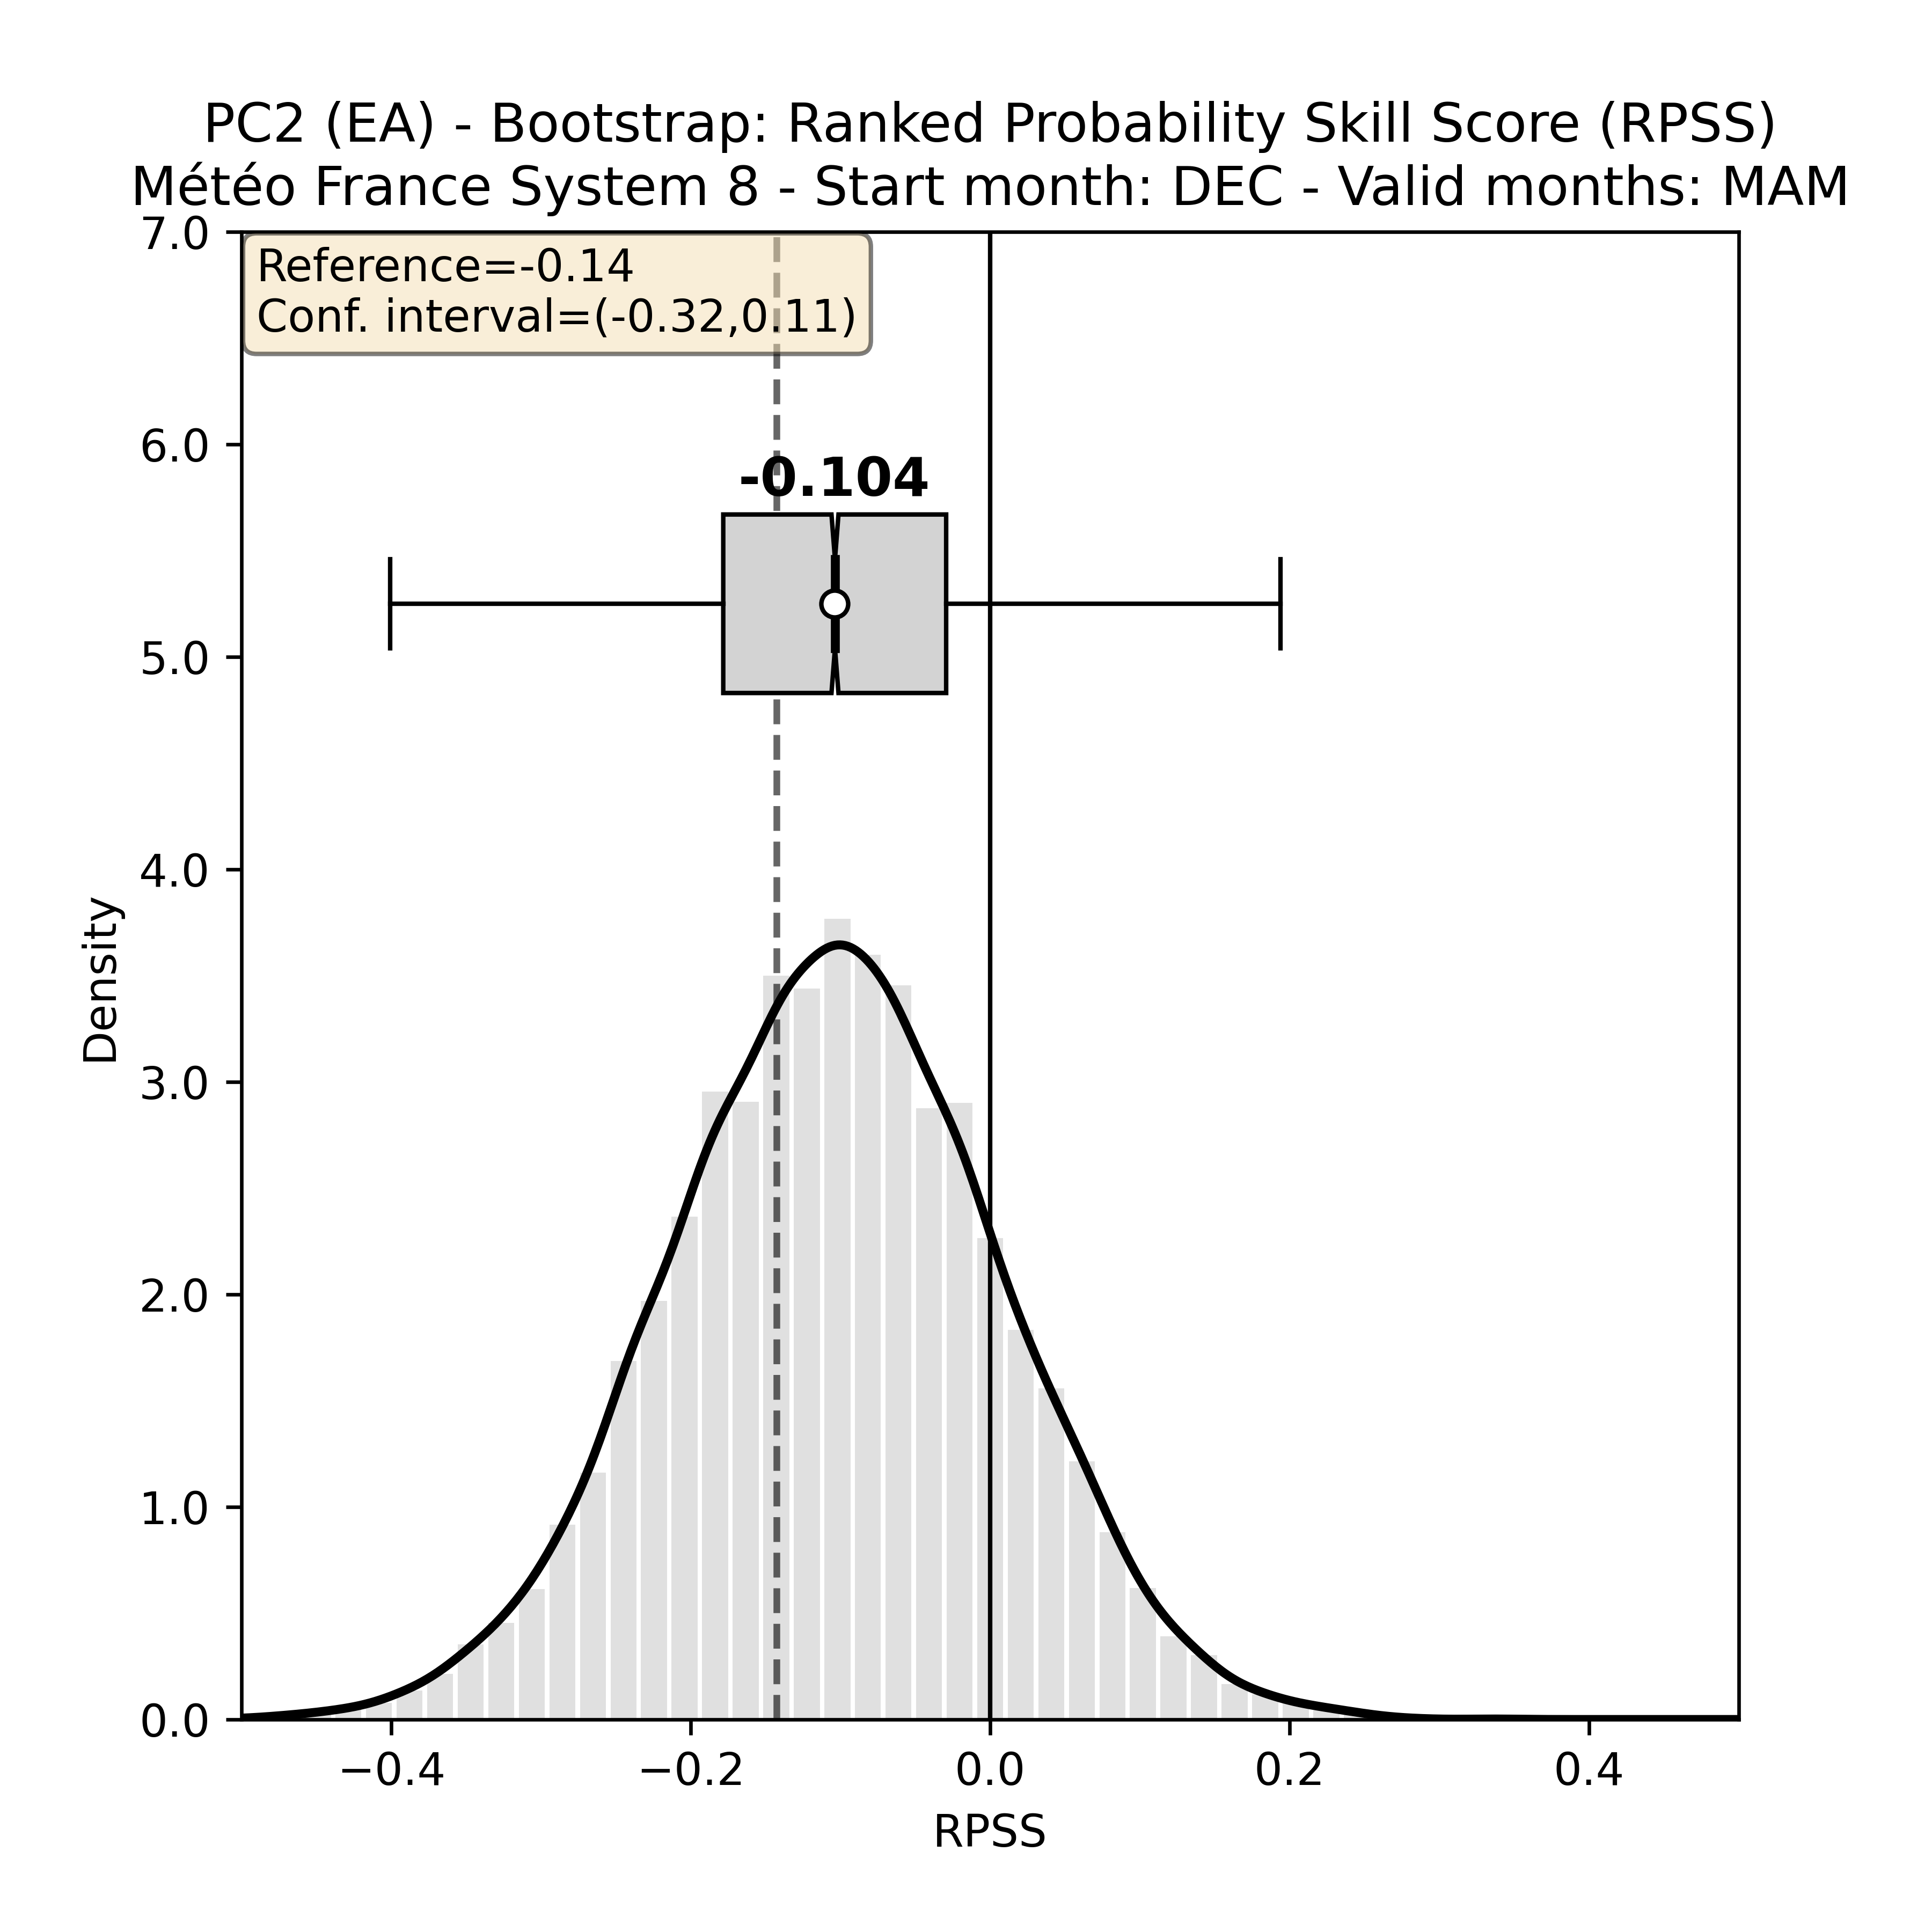 PC2 (EA) - Bootstrap: Ranked Probability Skill Score (RPSS)
Météo France System 8 - Start month: DEC - Valid months: MAM
7.0
Reference=-0.14
Conf. interval=(-0.32,0.11)
6.0
-0.104
5.0
4.0
Density
3.0
2.0
1.0
0.0
−0.4 −0.2 0.0 0.2 0.4
RPSS